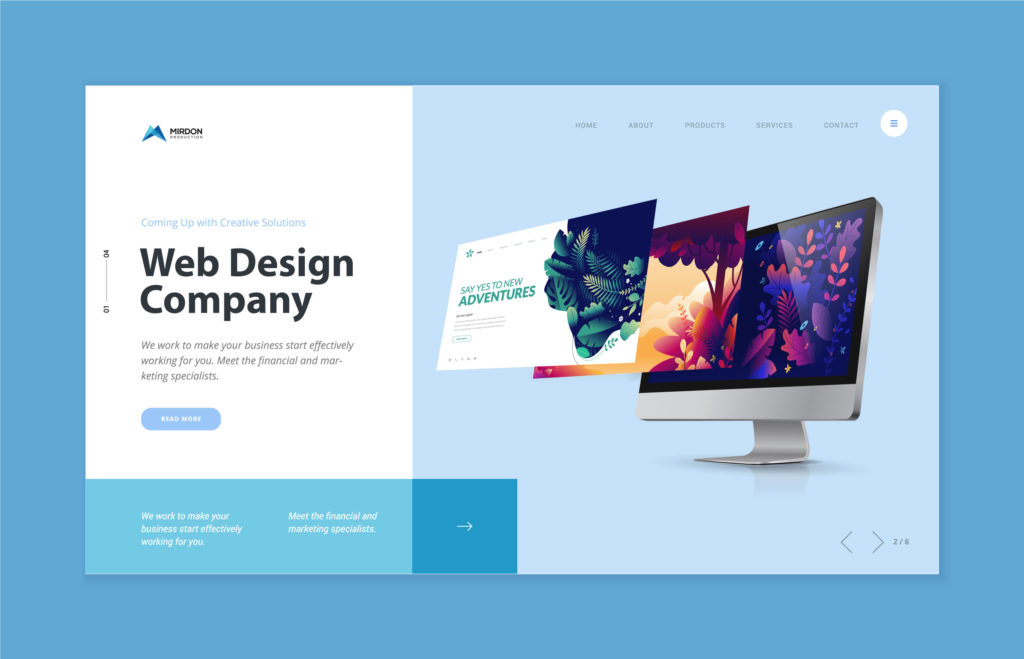 MIRDON
PRODUCTION
HOME ABOUT PRODUCTS SERVICES CONTACT
Coming Up with Creative Solutions
04
01
Web Design
Company
We work to make your business start effectively
working for you. Meet the financial and mar-
keting specialists.
READ MORE
SAY YES TO NEW
ADVENTURES
We work to make your
business start effectively
working for you.
Meet the financial and
marketing specialists.
2 / 6